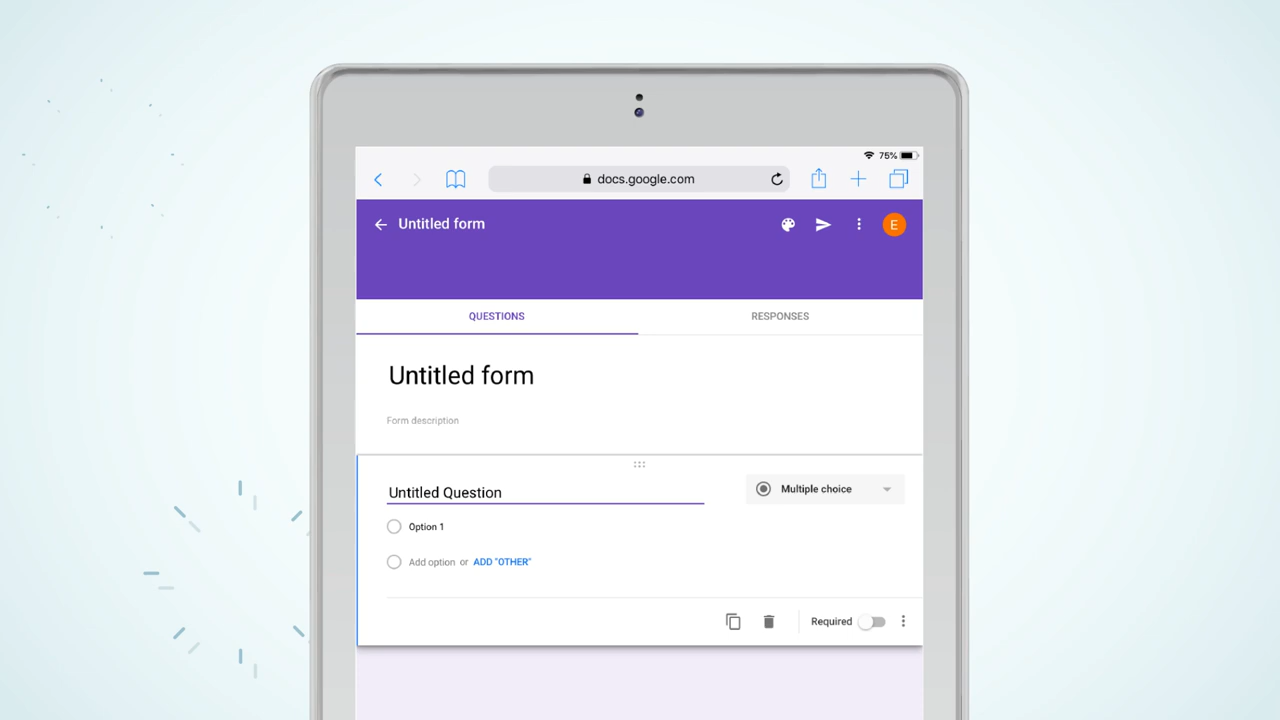 75%
docs.google.com
Untitled form
E
QUESTIONS RESPONSES
Untitled form
Form description
Untitled Question
Multiple choice
Option 1
Add option or ADD "OTHER"
Required